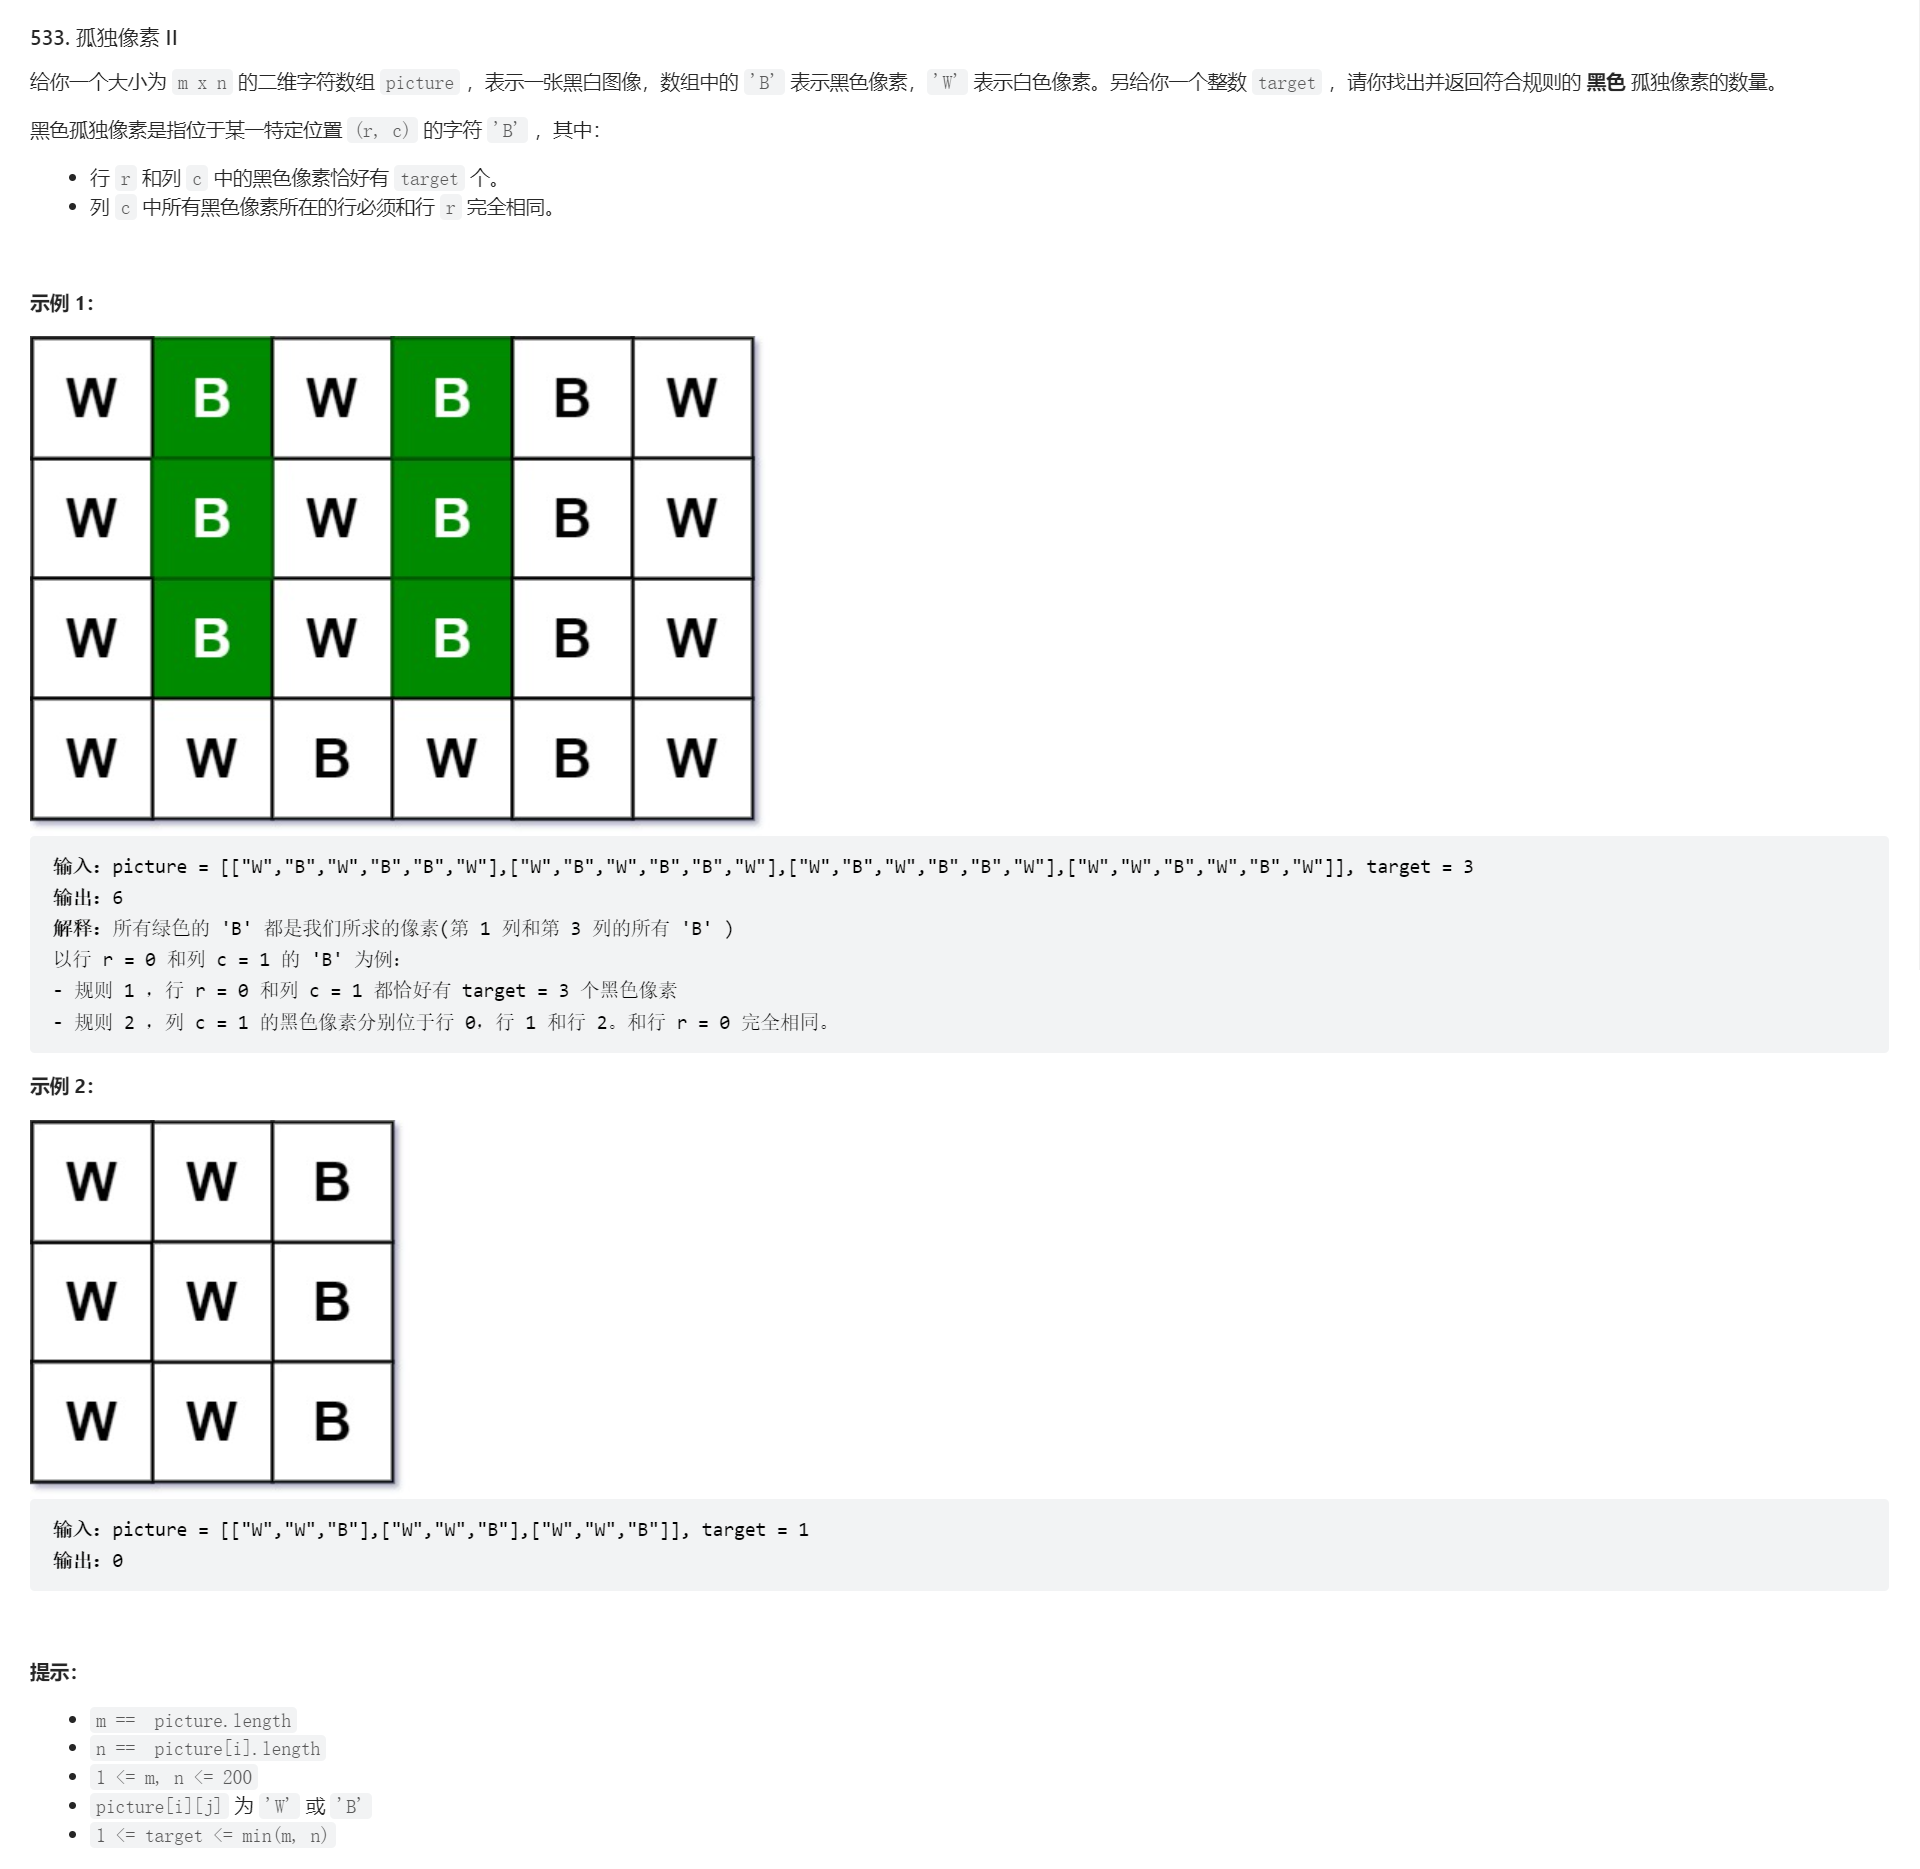 533. 孤独像素 II
给你一个大小为 m x n 的二维字符数组 picture ，表示一张黑白图像，数组中的 'B' 表示黑色像素，'W' 表示白色像素。另给你一个整数 target ，请你找出并返回符合规则的 黑色 孤独像素的数量。
黑色孤独像素是指位于某一特定位置 (r, c) 的字符 'B' ，其中：
• 行 r 和列 c 中的黑色像素恰好有 target 个。
• 列 c 中所有黑色像素所在的行必须和行 r 完全相同。
示例 1：
W B W B B W
W B W B B W
W B W B B W
W W B W B W
输入：picture = [["W","B","W","B","B","W"],["W","B","W","B","B","W"],["W","B","W","B","B","W"],["W","W","B","W","B","W"]], target = 3
输出：6
解释：所有绿色的 'B' 都是我们所求的像素(第 1 列和第 3 列的所有 'B' )
以行 r = 0 和列 c = 1 的 'B' 为例：
- 规则 1 ，行 r = 0 和列 c = 1 都恰好有 target = 3 个黑色像素
- 规则 2 ，列 c = 1 的黑色像素分别位于行 0，行 1 和行 2。和行 r = 0 完全相同。
示例 2：
W W B
W W B
W W B
输入：picture = [["W","W","B"],["W","W","B"],["W","W","B"]], target = 1
输出：0
提示：
• m == picture.length
• n == picture[i].length
• 1 <= m, n <= 200
• picture[i][j] 为 'W' 或 'B'
• 1 <= target <= min(m, n)